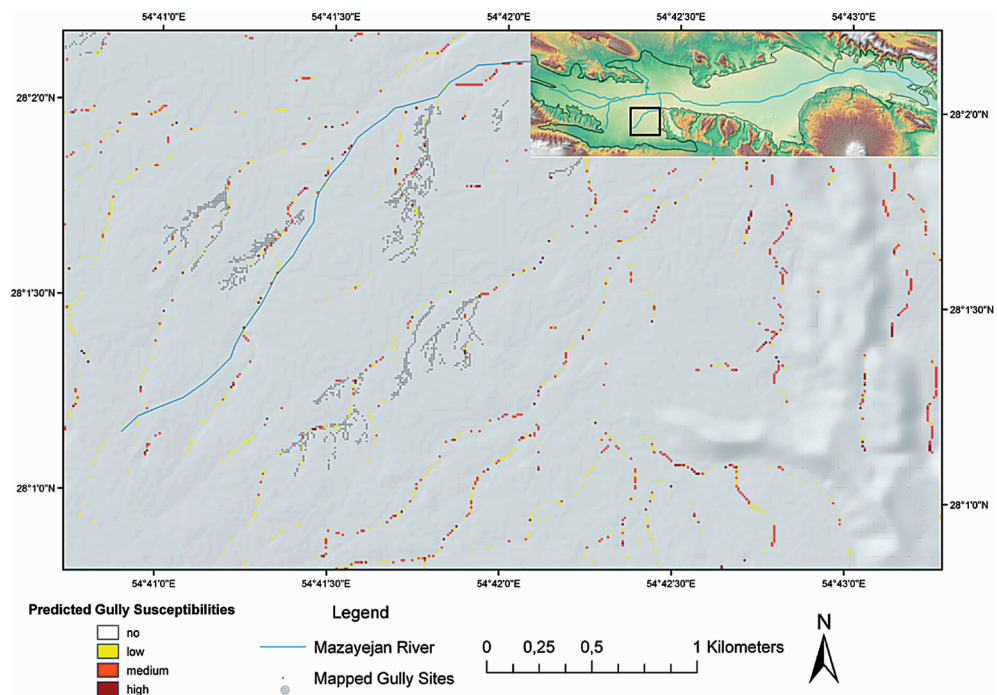 54°41'0"E 54°41'30"E 54°42'0"E 54°42'30"E 54°43'0"E
28°2'0"N 28°2'0"N
28°1'30"N 28°1'30"N
28°1'0"N 28°1'0"N
54°41'0"E 54°41'30"E 54°42'0"E 54°42'30"E 54°43'0"E
Predicted Gully Susceptibilities
no
low
medium
high
Legend
Mazayejan River
Mapped Gully Sites
0 0,25 0,5 1 Kilometers
N